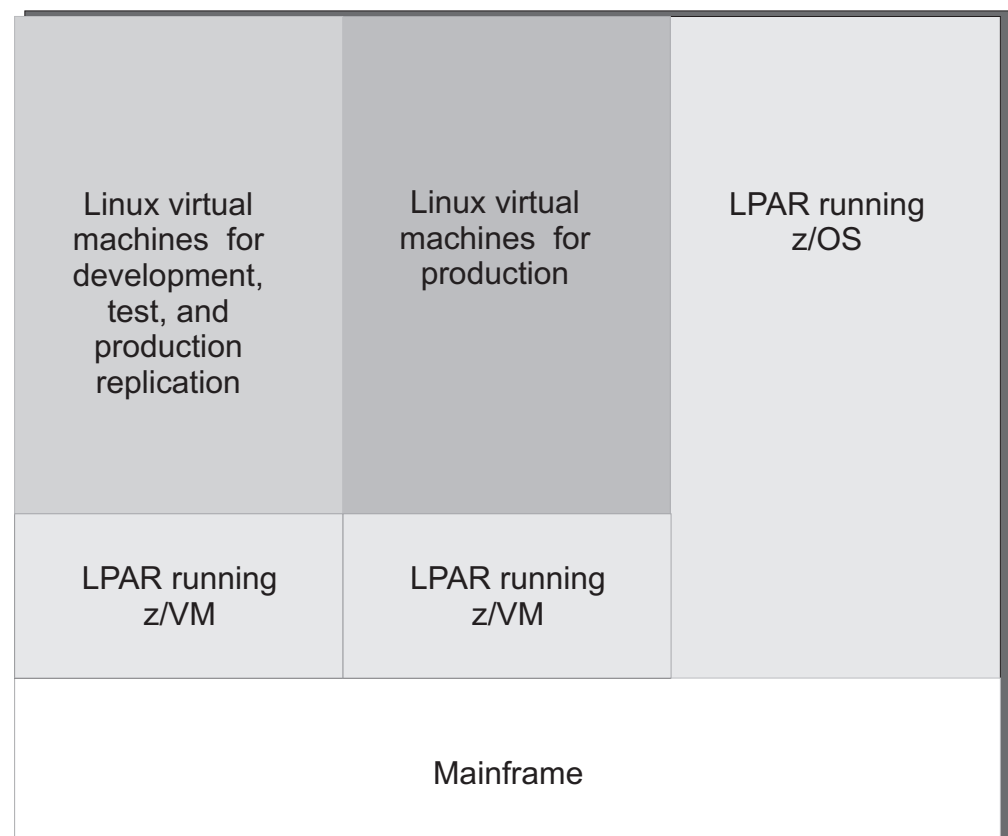 Linux virtual
machines for
development,
test, and
production
replication
Linux virtual
machines for
production
LPAR running
z/OS
LPAR running
z/VM
LPAR running
z/VM
Mainframe